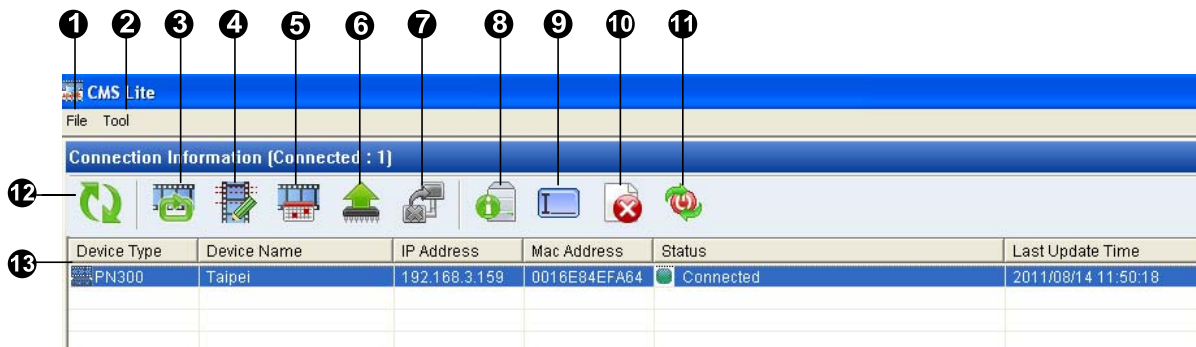 1 2 3 4 5 6 7 8 9 10 11
CMS Lite
File Tool
Connection Information (Connected : 1)
12
Device Type Device Name IP Address Mac Address Status Last Update Time
13
PN300 Taipei 192.168.3.159 0016E84EFA64 Connected 2011/08/14 11:50:18